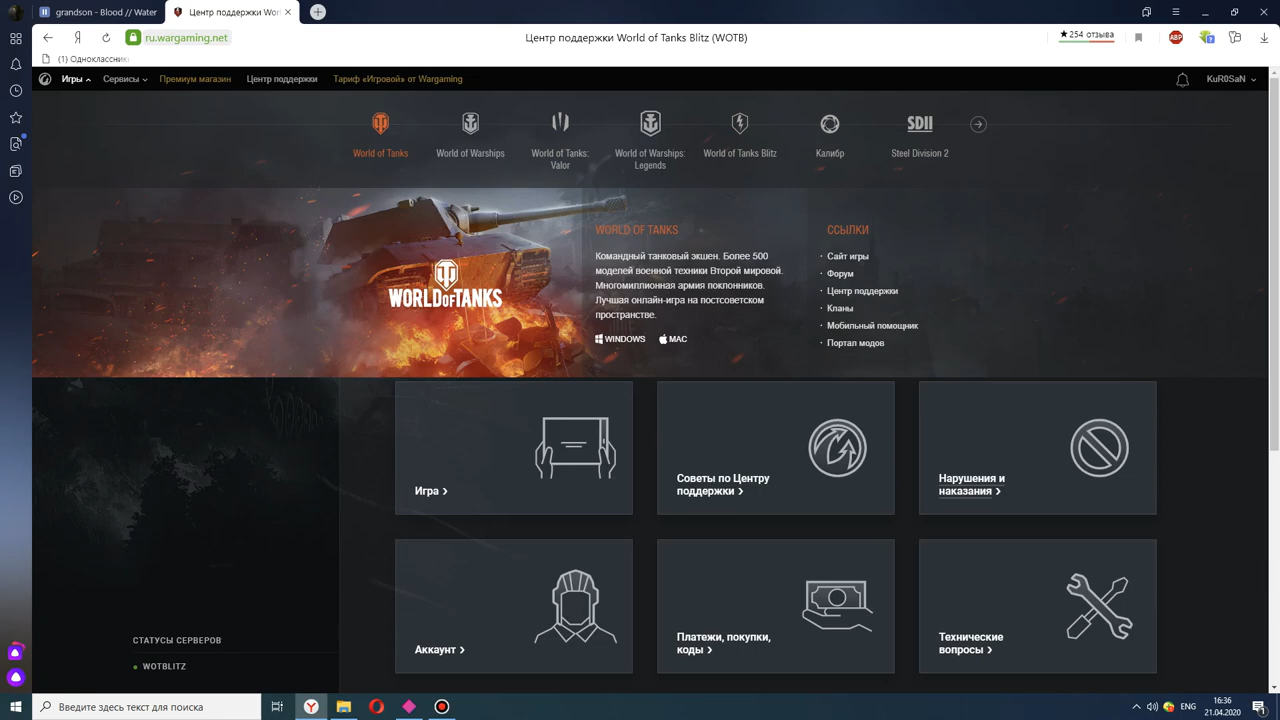 grandson - Blood // Water
Центр поддержки Wor
ru.wargaming.net
Центр поддержки World of Tanks Blitz (WOTB)
★254 отзыва
ABP
(1) Одноклассник
Игры
Сервисы
Премиум магазин
Центр поддержки
Тариф «Игровой» от Wargaming
KuR0SaN
SDII
World of Tanks
World of Warships
World of Tanks:
Valor
World of Warships:
Legends
World of Tanks Blitz
Калибр
Steel Division 2
WORLD OF TANKS
WORLD OF TANKS
Командный танковый экшен. Более 500
моделей военной техники Второй мировой.
Многомиллионная армия поклонников.
Лучшая онлайн-игра на постсоветском
пространстве.
WINDOWS
MAC
ССЫЛКИ
· Сайт игры
· Форум
· Центр поддержки
· Кланы
· Мобильный помощник
· Портал модов
Игра
Советы по Центру
поддержки
Нарушения и
наказания
Аккаунт
Платежи, покупки,
коды
Технические
вопросы
СТАТУСЫ СЕРВЕРОВ
WOTBLITZ
Введите здесь текст для поиска
ENG
16:36
21.04.2020